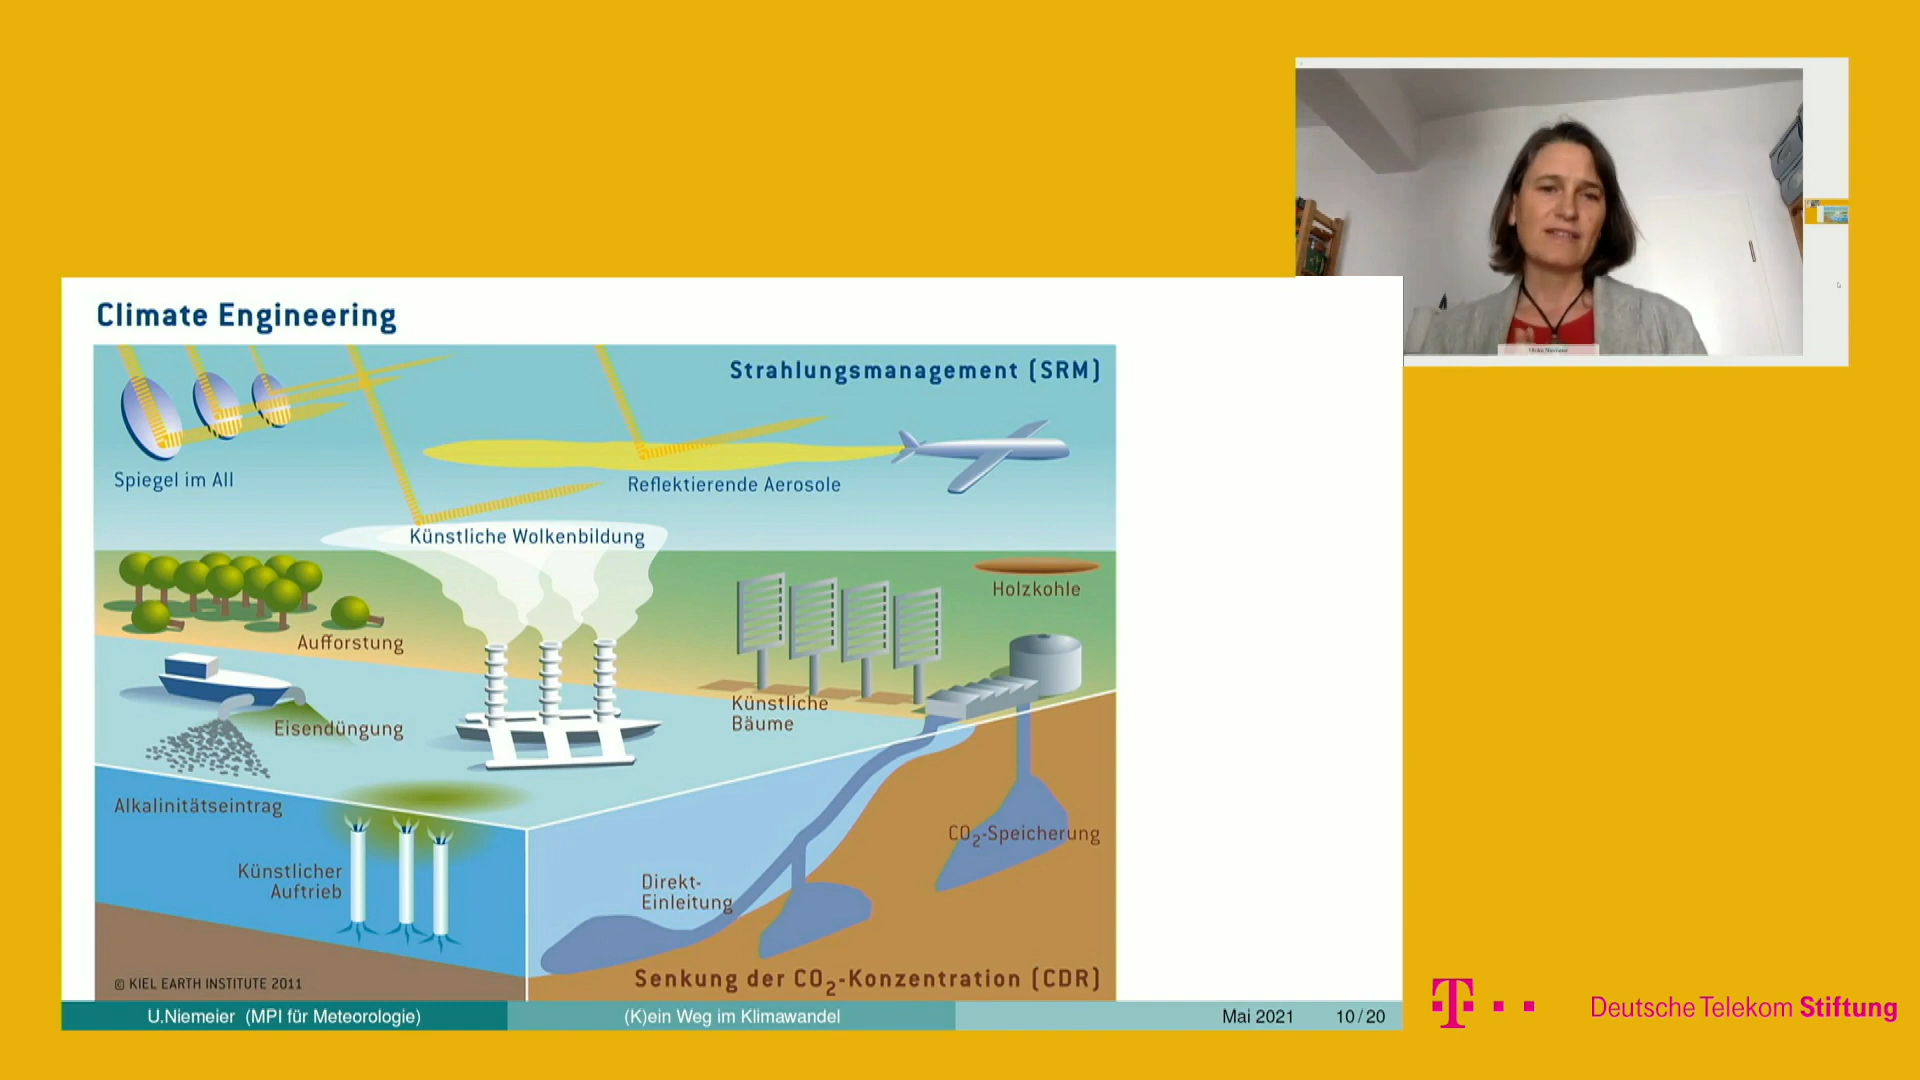 Climate Engineering
Strahlungsmanagement (SRM)
Spiegel im All
Reflektierende Aerosole
Künstliche Wolkenbildung
Holzkohle
Aufforstung
Künstliche
Bäume
Eisendüngung
Alkalinitätseintrag
CO2-Speicherung
Künstlicher
Auftrieb
Direkt-
Einleitung
Senkung der CO2-Konzentration (CDR)
© KIEL EARTH INSTITUTE 2011
U.Niemeier (MPI für Meteorologie)
(K)ein Weg im Klimawandel
Mai 2021
10 / 20
Ulrike Niemeier
T
Deutsche Telekom Stiftung